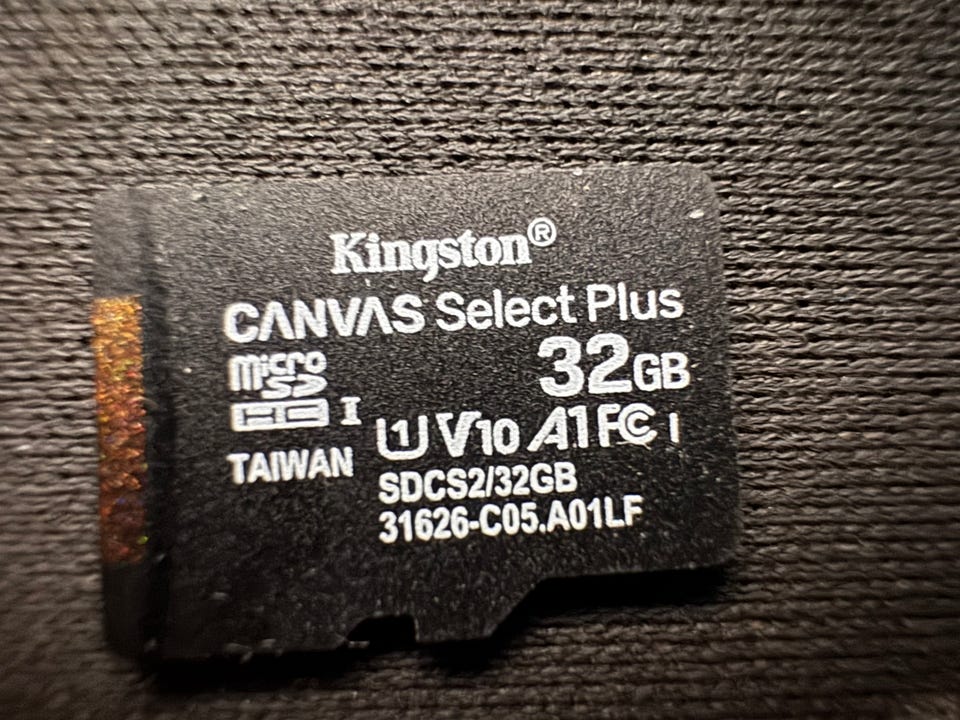 Kingston®
CANVAS Select Plus
micro SD HC I
32GB
U1 V10 A1 FC I
TAIWAN
SDCS2/32GB
31626-C05.A01LF